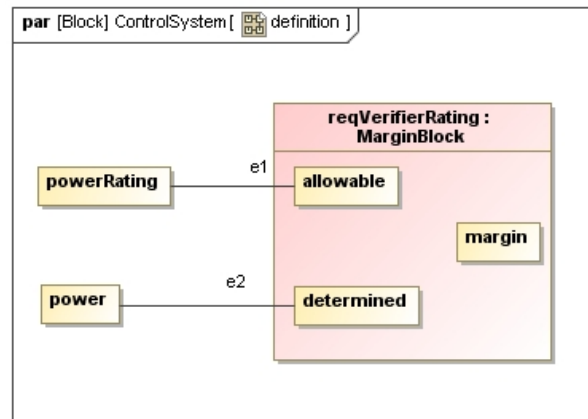 par [Block] ControlSystem [ definition ]
reqVerifierRating :
MarginBlock
powerRating
e1
allowable
margin
power
e2
determined